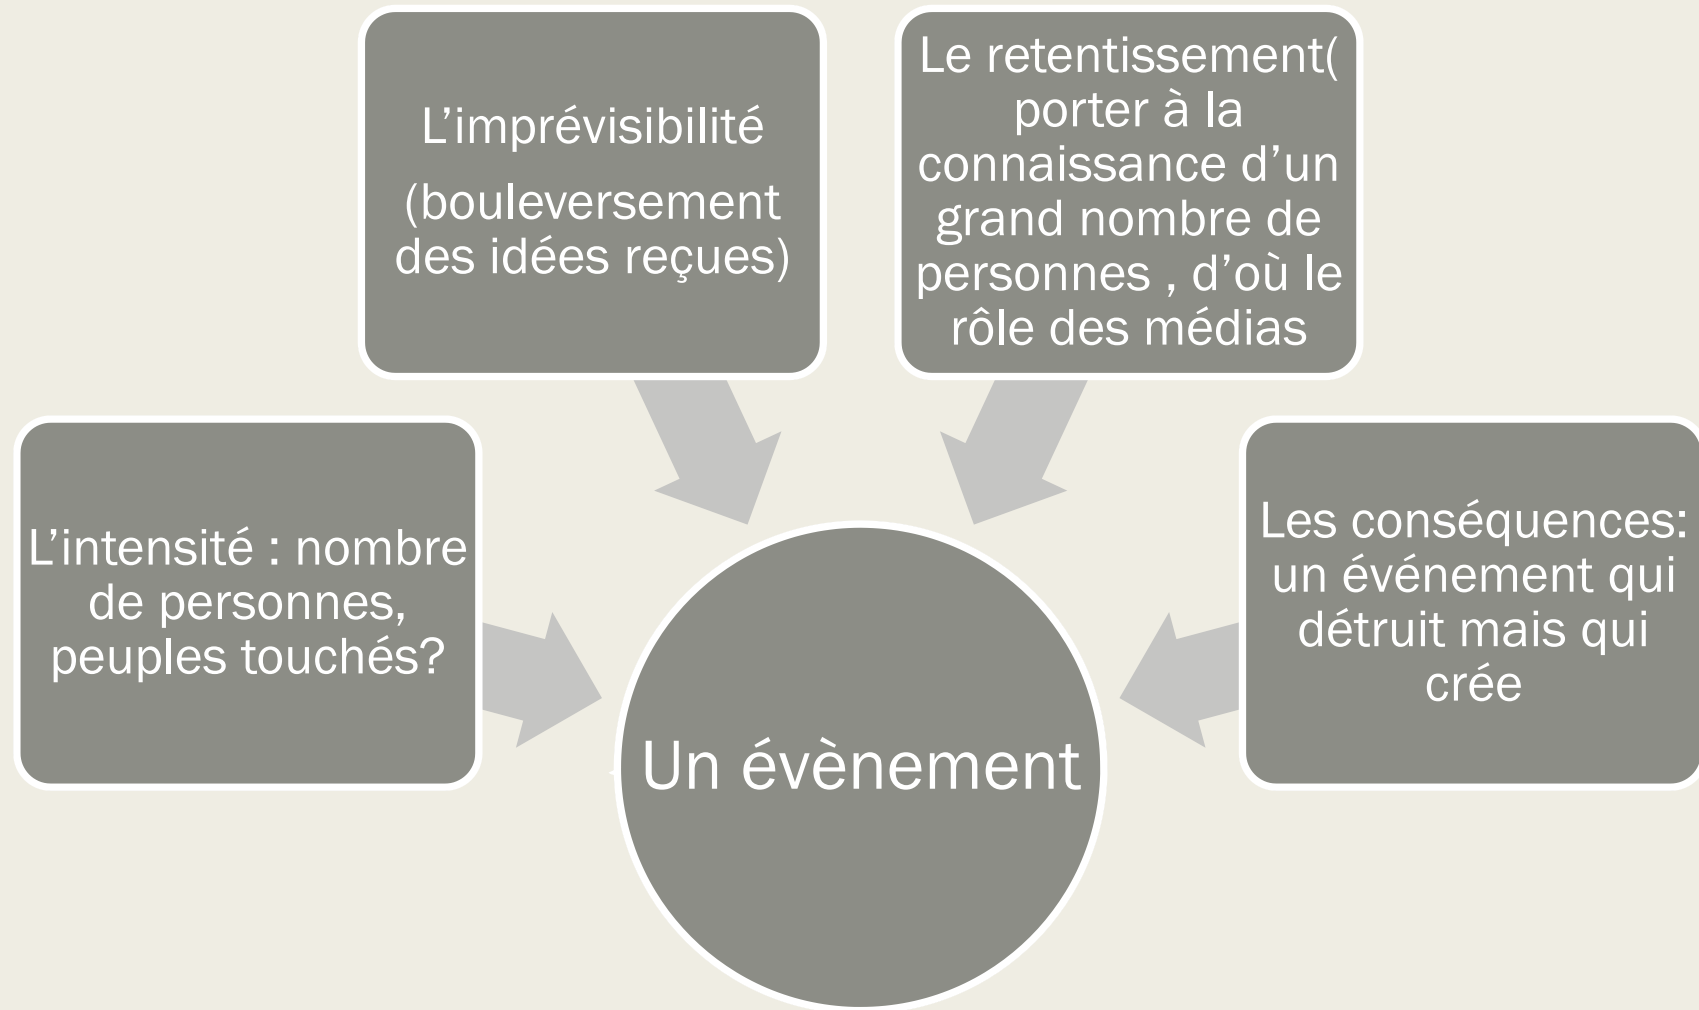 L’imprévisibilité
(bouleversement
des idées reçues)
Le retentissement(
porter à la
connaissance d’un
grand nombre de
personnes , d’où le
rôle des médias
L’intensité : nombre
de personnes,
peuples touchés?
Les conséquences:
un événement qui
détruit mais qui
crée
Un évènement